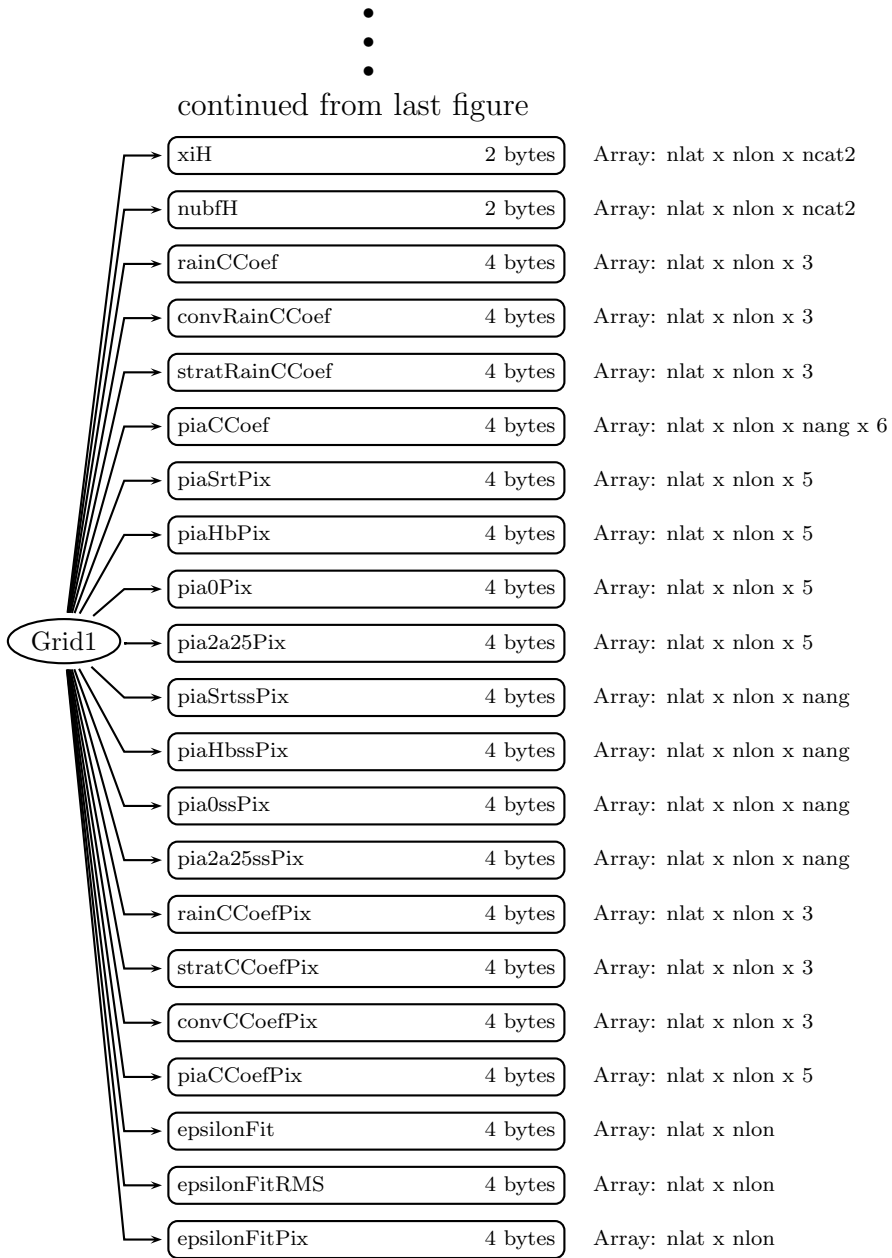 continued from last figure
xiH 2 bytes Array: nlat x nlon x ncat2
nubfH 2 bytes Array: nlat x nlon x ncat2
rainCCoef 4 bytes Array: nlat x nlon x 3
convRainCCoef 4 bytes Array: nlat x nlon x 3
stratRainCCoef 4 bytes Array: nlat x nlon x 3
piaCCoef 4 bytes Array: nlat x nlon x nang x 6
piaSrtPix 4 bytes Array: nlat x nlon x 5
piaHbPix 4 bytes Array: nlat x nlon x 5
pia0Pix 4 bytes Array: nlat x nlon x 5
Grid1 pia2a25Pix 4 bytes Array: nlat x nlon x 5
piaSrtssPix 4 bytes Array: nlat x nlon x nang
piaHbssPix 4 bytes Array: nlat x nlon x nang
pia0ssPix 4 bytes Array: nlat x nlon x nang
pia2a25ssPix 4 bytes Array: nlat x nlon x nang
rainCCoefPix 4 bytes Array: nlat x nlon x 3
stratCCoefPix 4 bytes Array: nlat x nlon x 3
convCCoefPix 4 bytes Array: nlat x nlon x 3
piaCCoefPix 4 bytes Array: nlat x nlon x 5
epsilonFit 4 bytes Array: nlat x nlon
epsilonFitRMS 4 bytes Array: nlat x nlon
epsilonFitPix 4 bytes Array: nlat x nlon